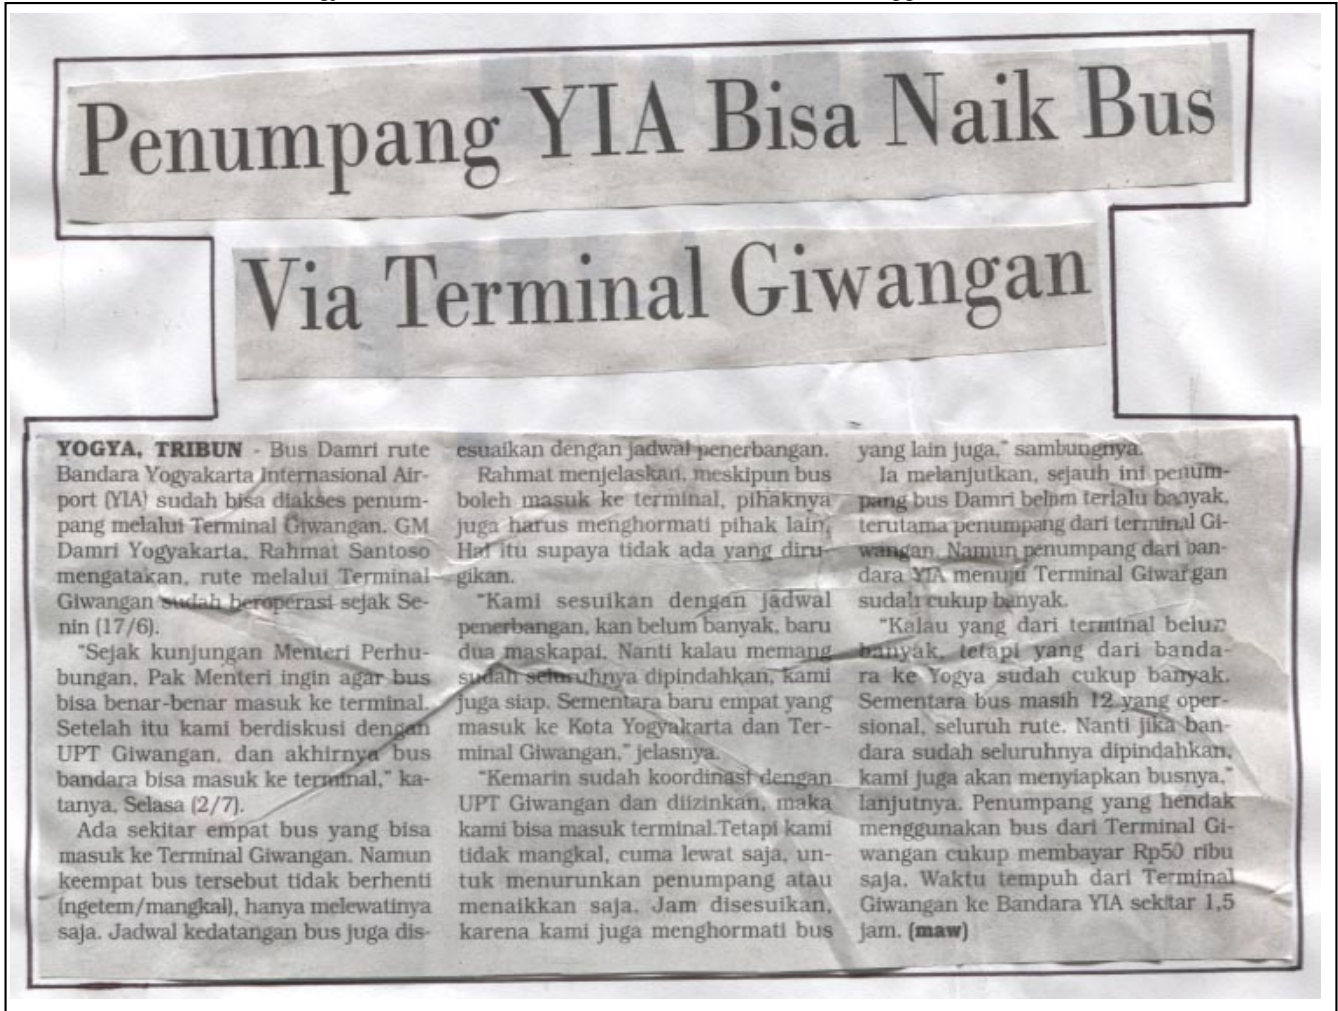 Penumpang YIA Bisa Naik Bus
Via Terminal Giwangan
YOGYA, TRIBUN - Bus Damri rute
Bandara Yogyakarta Internasional Air-
port (YIA) sudah bisa diakses penum-
pang melalui Terminal Giwangan. GM
Damri Yogyakarta, Rahmat Santoso
mengatakan, rute melalui Terminal
Giwangan sudah beroperasi sejak Se-
nin (17/6).
"Sejak kunjungan Menteri Perhu-
bungan, Pak Menteri ingin agar bus
bisa benar-benar masuk ke terminal.
Setelah itu kami berdiskusi dengan
UPT Giwangan, dan akhirnya bus
bandara bisa masuk ke terminal," ka-
tanya, Selasa (2/7).
Ada sekitar empat bus yang bisa
masuk ke Terminal Giwangan. Namun
keempat bus tersebut tidak berhenti
(ngetem/mangkal), hanya melewatinya
saja. Jadwal kedatangan bus juga dis-
esuaikan dengan jadwal penerbangan.
Rahmat menjelaskan, meskipun bus
boleh masuk ke terminal, pihaknya
juga harus menghormati pihak lain.
Hal itu supaya tidak ada yang diru-
gikan.
"Kami sesuikan dengan jadwal
penerbangan, kan belum banyak, baru
dua maskapai. Nanti kalau memang
sudah seluruhnya dipindahkan, kami
juga siap. Sementara baru empat yang
masuk ke Kota Yogyakarta dan Ter-
minal Giwangan," jelasnya.
"Kemarin sudah koordinasi dengan
UPT Giwangan dan diizinkan, maka
kami bisa masuk terminal.Tetapi kami
tidak mangkal, cuma lewat saja, un-
tuk menurunkan penumpang atau
menaikkan saja. Jam disesuikan,
karena kami juga menghormati bus
yang lain juga," sambungnya.
Ia melanjutkan, sejauh ini penum-
pang bus Damri belum terlalu banyak,
terutama penumpang dari terminal Gi-
wangan. Namun penumpang dari ban-
dara YIA menuju Terminal Giwangan
sudah cukup banyak.
"Kalau yang dari terminal belum
banyak, tetapi yang dari banda-
ra ke Yogya sudah cukup banyak.
Sementara bus masih 12 yang oper-
sional, seluruh rute. Nanti jika ban-
dara sudah seluruhnya dipindahkan,
kami juga akan menyiapkan busnya,"
lanjutnya. Penumpang yang hendak
menggunakan bus dari Terminal Gi-
wangan cukup membayar Rp50 ribu
saja. Waktu tempuh dari Terminal
Giwangan ke Bandara YIA sekitar 1,5
jam. (maw)